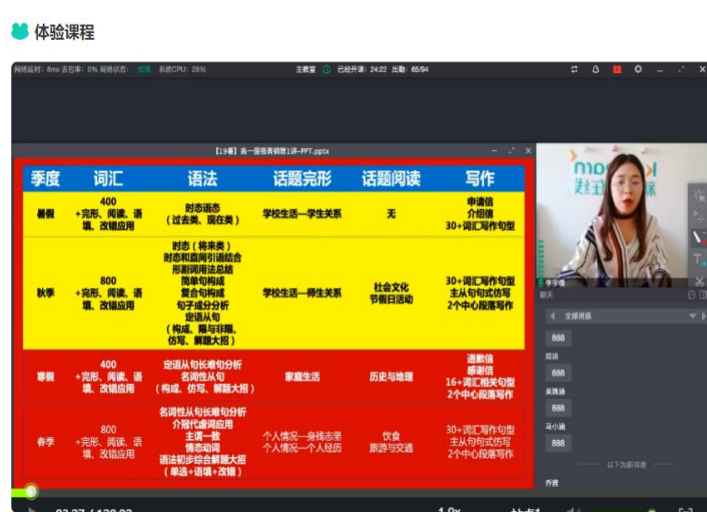 体验课程
网络延时: 6ms 丢包率: 0% 网络状态: 优良 系统CPU: 28%
主教室 已经开课: 24:22 出勤: 65/94
季度 词汇 语法 话题完形 话题阅读 写作
暑假
400
+完形、阅读、语
填、改错应用
时态语态
(过去类、现在类)
学校生活—学生关系
无
申请信
介绍信
30+词汇写作句型
秋季
800
+完形、阅读、语
填、改错应用
时态(将来类)
时态和直间引语结合
形副词用法总结
简单句构成
复合句构成
句子成分分析
定语从句
(构成、限与非限、
仿写、解题大招)
学校生活—师生关系
社会文化
节假日活动
30+词汇写作句型
主从句句式仿写
2个中心段落写作
寒假
400
+完形、阅读、语
填、改错应用
定语从句长难句分析
名词性从句
(构成、仿写、解题大招)
家庭生活
历史与地理
道歉信
感谢信
16+词汇相关句型
2个中心段落写作
春季
800
+完形、阅读、语
填、改错应用
名词性从句长难句分析
介冠代虚词应用
主谓一致
情态动词
语法初步综合解题大招
(单选+语填+改错)
个人情况—身残志坚
个人情况—个人经历
饮食
旅游与交通
30+词汇写作句型
主从句句式仿写
2个中心段落写作
聊天
全部班级
888
888
888
马小涵
888
以下为新消息
1.0x